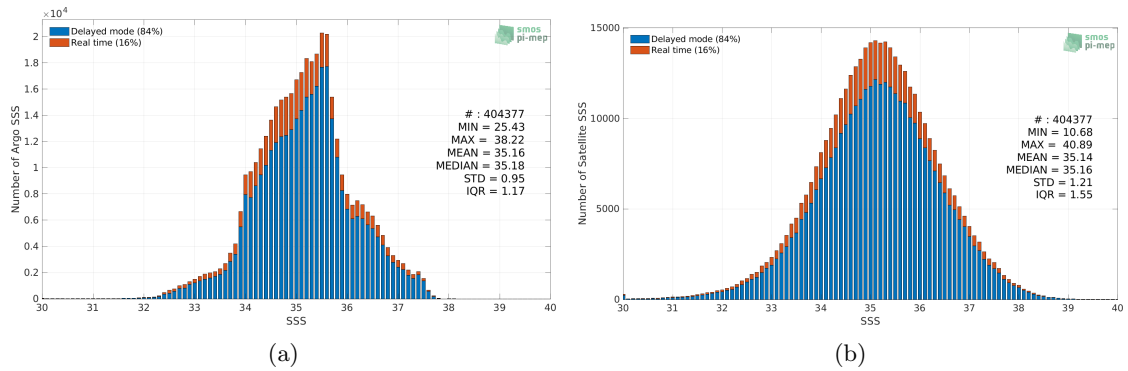 ×10⁴
Delayed mode (84%)
Real time (16%)
smos
pi-mep
# : 404377
MIN = 25.43
MAX = 38.22
MEAN = 35.16
MEDIAN = 35.18
STD = 0.95
IQR = 1.17
Number of Argo SSS
2
1.8
1.6
1.4
1.2
1
0.8
0.6
0.4
0.2
0
30 31 32 33 34 35 36 37 38 39 40
SSS
(a)
Delayed mode (84%)
Real time (16%)
smos
pi-mep
# : 404377
MIN = 10.68
MAX = 40.89
MEAN = 35.14
MEDIAN = 35.16
STD = 1.21
IQR = 1.55
Number of Satellite SSS
15000
10000
5000
0
30 31 32 33 34 35 36 37 38 39 40
SSS
(b)